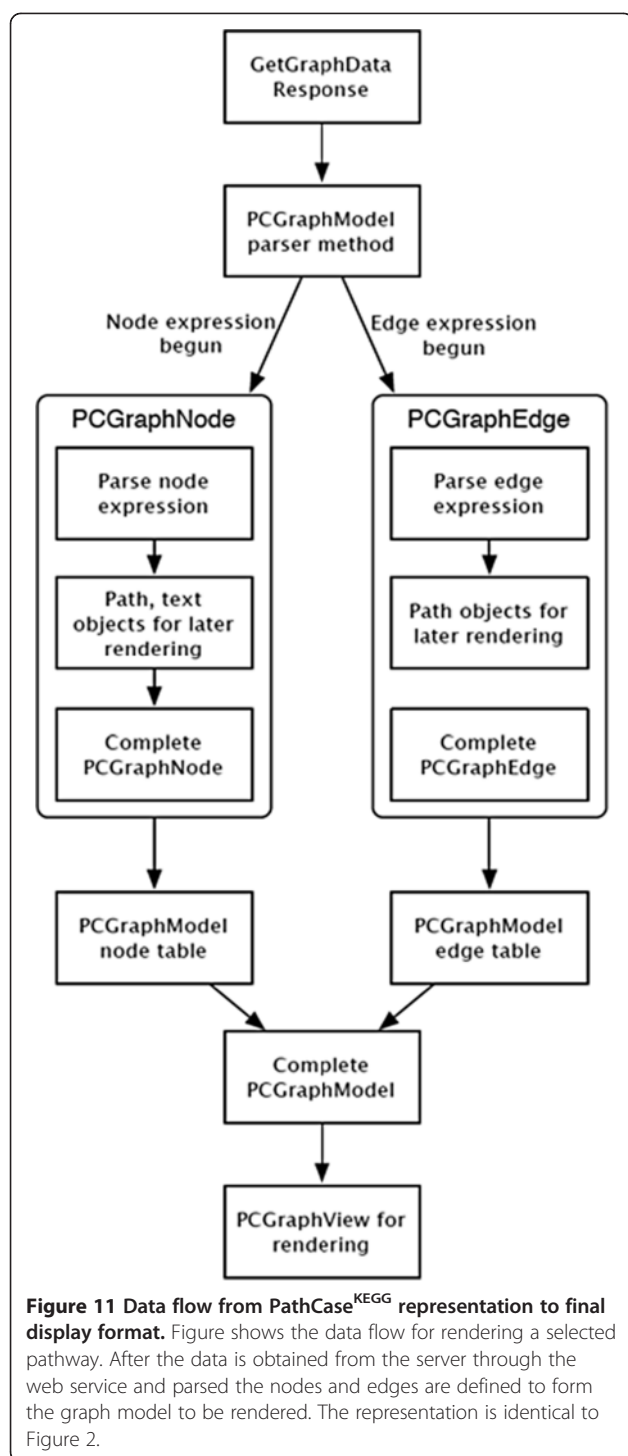 GetGraphData
Response
PCGraphModel
parser method
Node expression
begun
Edge expression
begun
PCGraphNode
Parse node
expression
Path, text
objects for later
rendering
Complete
PCGraphNode
PCGraphEdge
Parse edge
expression
Path objects for
later rendering
Complete
PCGraphEdge
PCGraphModel
node table
PCGraphModel
edge table
Complete
PCGraphModel
PCGraphView for
rendering
Figure 11 Data flow from PathCaseKEGG representation to final
display format. Figure shows the data flow for rendering a selected
pathway. After the data is obtained from the server through the
web service and parsed the nodes and edges are defined to form
the graph model to be rendered. The representation is identical to
Figure 2.